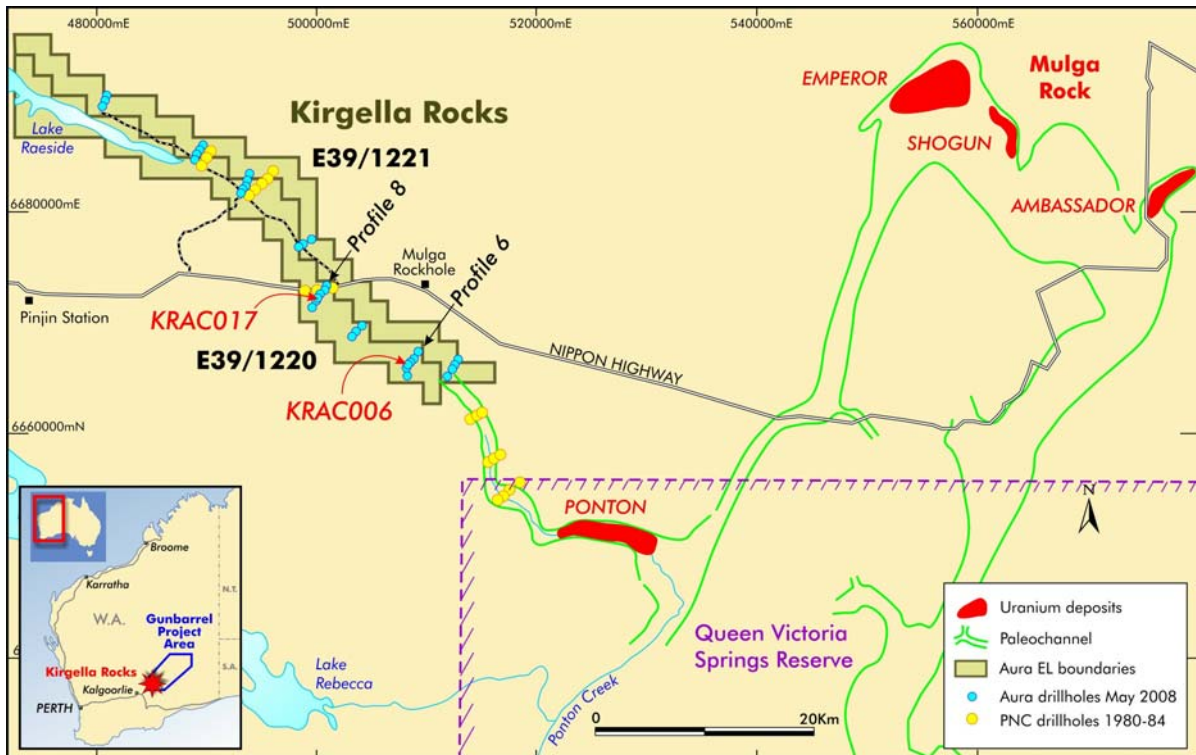 480000mE
500000mE
520000mE
540000mE
560000mE
EMPEROR
Mulga
Rock
SHOGUN
AMBASSADOR
Lake
Raeside
Kirgella Rocks
E39/1221
6680000mE
Profile 8
Mulga
Rockhole
Profile 6
Pinjin Station
KRAC017
E39/1220
KRAC006
NIPPON HIGHWAY
6660000mN
PONTON
N
Queen Victoria
Springs Reserve
Lake
Rebecca
Ponton Creek
0
20Km
Broome
Karratha
N.T.
W.A.
Gunbarrel
Project
Area
S.A.
Kirgella Rocks
Kalgoorlie
PERTH
Uranium deposits
Paleochannel
Aura EL boundaries
Aura drillholes May 2008
PNC drillholes 1980-84